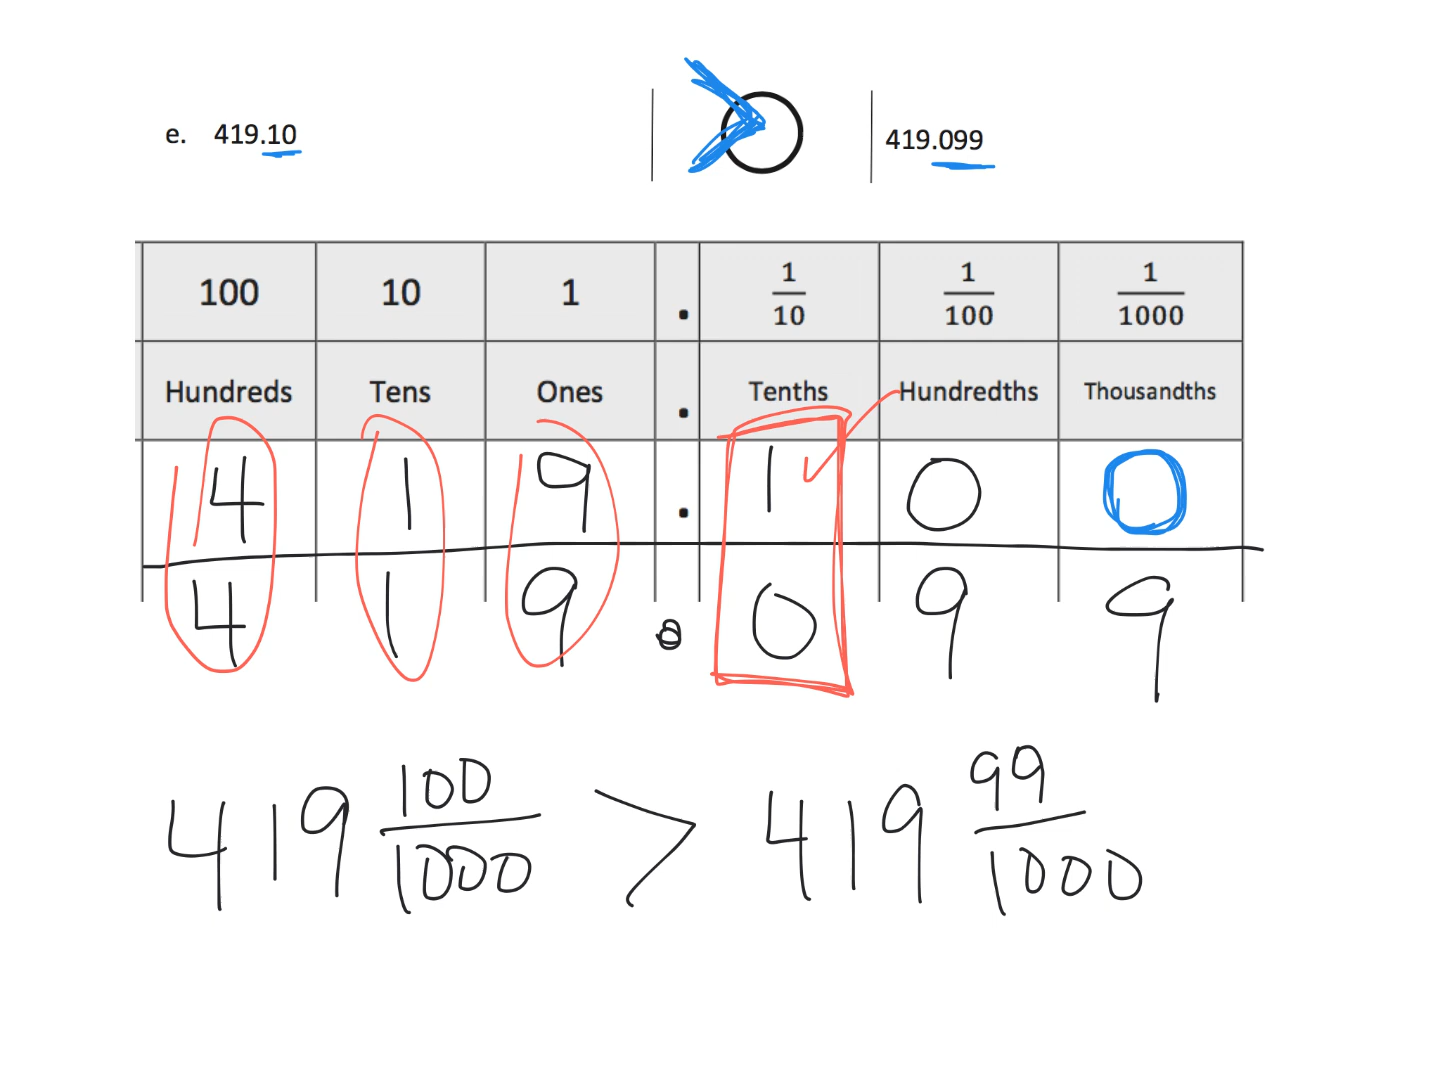 e. 419.10 > 419.099
100 10 1 . 1/10 1/100 1/1000
Hundreds Tens Ones . Tenths Hundredths Thousandths
4 1 9 . 1 0 0
4 1 9 . 0 9 9
419 100/1000 > 419 99/1000